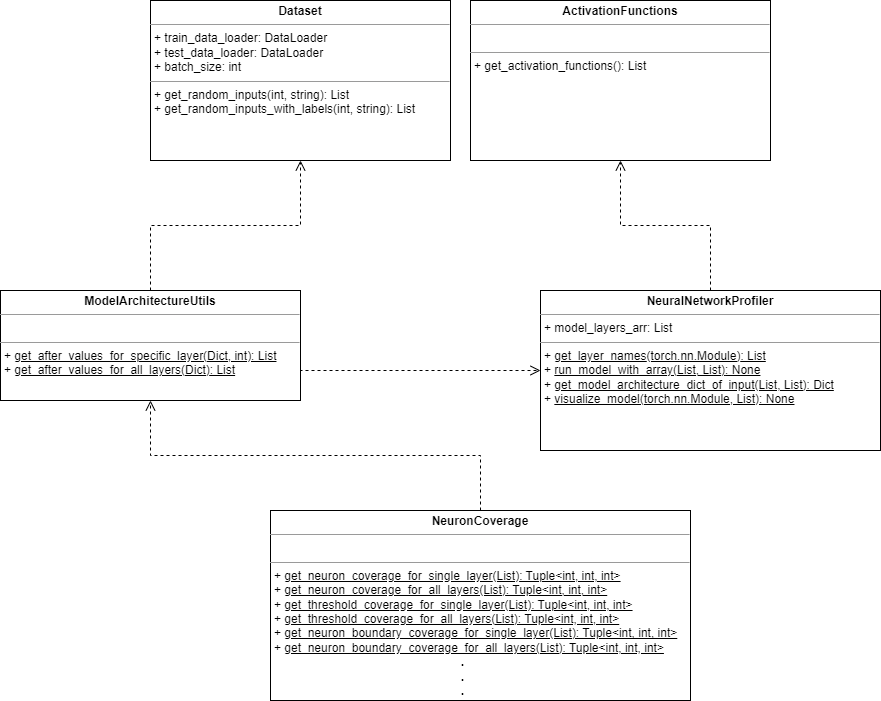 Dataset
+ train_data_loader: DataLoader
+ test_data_loader: DataLoader
+ batch_size: int
+ get_random_inputs(int, string): List
+ get_random_inputs_with_labels(int, string): List
ActivationFunctions
+ get_activation_functions(): List
ModelArchitectureUtils
+ get_after_values_for_specific_layer(Dict, int): List
+ get_after_values_for_all_layers(Dict): List
NeuralNetworkProfiler
+ model_layers_arr: List
+ get_layer_names(torch.nn.Module): List
+ run_model_with_array(List, List): None
+ get_model_architecture_dict_of_input(List, List): Dict
+ visualize_model(torch.nn.Module, List): None
NeuronCoverage
+ get_neuron_coverage_for_single_layer(List): Tuple<int, int, int>
+ get_neuron_coverage_for_all_layers(List): Tuple<int, int, int>
+ get_threshold_coverage_for_single_layer(List): Tuple<int, int, int>
+ get_threshold_coverage_for_all_layers(List): Tuple<int, int, int>
+ get_neuron_boundary_coverage_for_single_layer(List): Tuple<int, int, int>
+ get_neuron_boundary_coverage_for_all_layers(List): Tuple<int, int, int>
.
.
.